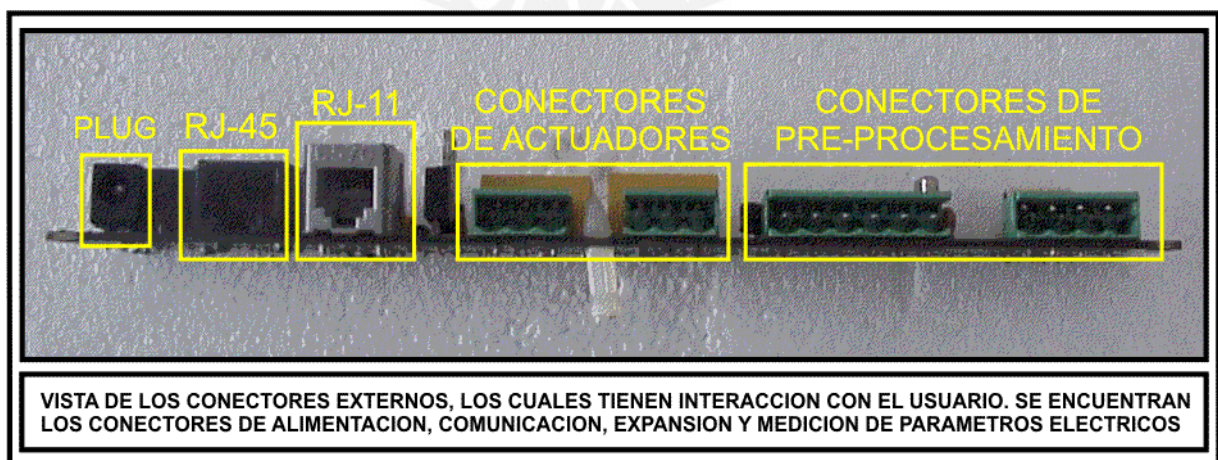 PLUG
RJ-45
RJ-11
CONECTORES
DE ACTUADORES
CONECTORES DE
PRE-PROCESAMIENTO
VISTA DE LOS CONECTORES EXTERNOS, LOS CUALES TIENEN INTERACCION CON EL USUARIO. SE ENCUENTRAN
LOS CONECTORES DE ALIMENTACION, COMUNICACION, EXPANSION Y MEDICION DE PARAMETROS ELECTRICOS